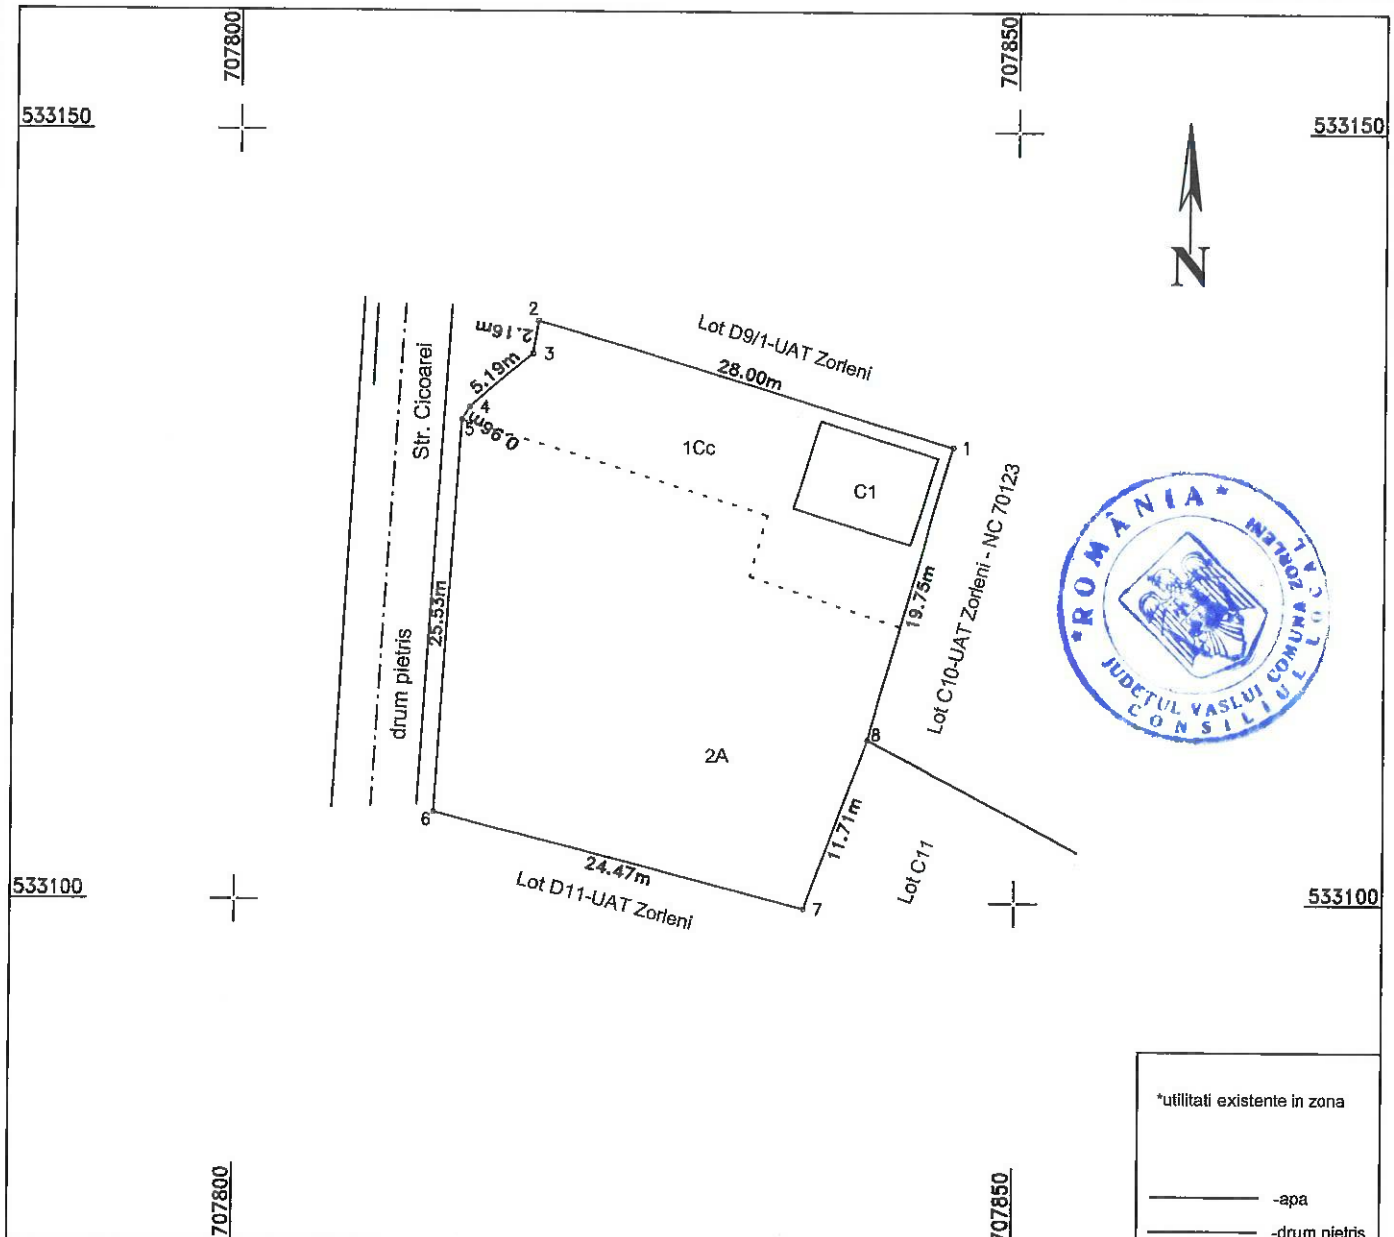 707800
707850
533150
533150
N
2
2.16m
3
Lot D9/1-UAT Zorleni
28.00m
5.19m
4
5
0.96m
Str. Cicoarei
1Cc
1
C1
Lot C10-UAT Zorleni - NC 70123
19.75m
*ROMÂNIA*
CONSILIUL LOCAL
JUDEŢUL VASLUI COMUNA ZORLENI
25.53m
drum pietris
2A
8
11.71m
6
24.47m
Lot D11-UAT Zorleni
7
Lot C11
533100
533100
*utilitati existente in zona
707800
707850
-apa
-drum pietris